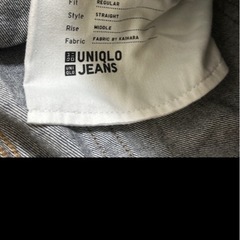 Fit REGULAR
Style STRAIGHT
Rise MIDDLE
Fabric FABRIC BY KAIHARA
UNIQLO
JEANS